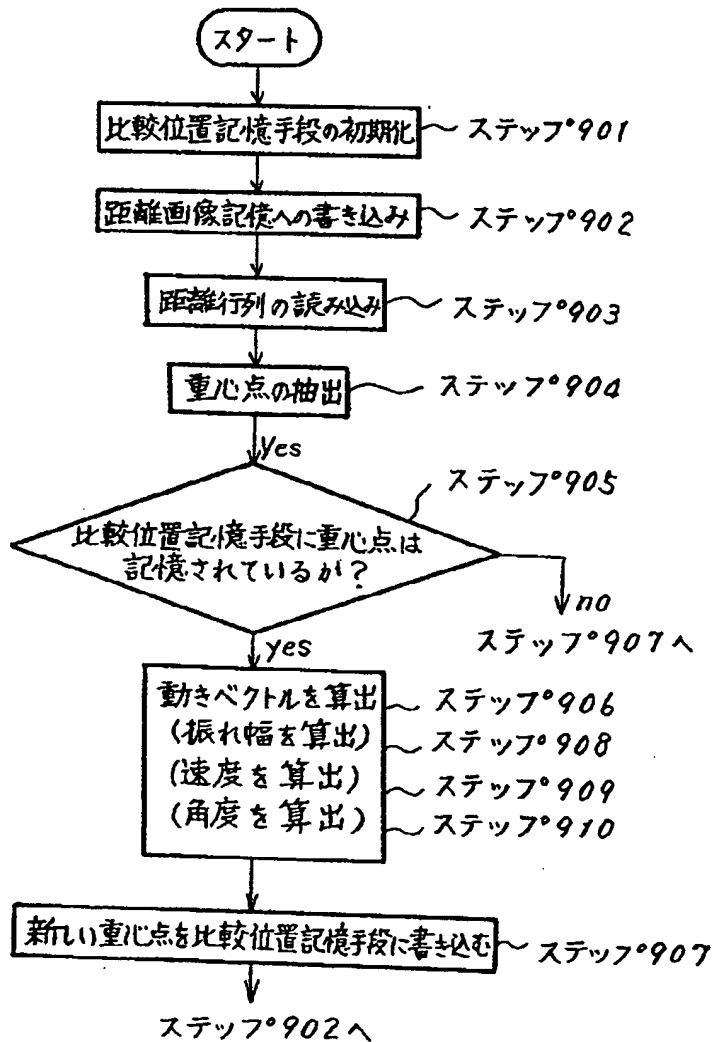 スタート
比較位置記憶手段の初期化
ステップ901
距離画像記憶への書き込み
ステップ902
距離行列の読み込み
ステップ903
重心点の抽出
ステップ904
Yes
ステップ905
比較位置記憶手段に重心点は
記憶されているが?
no
ステップ907へ
yes
動きベクトルを算出
ステップ906
(振れ幅を算出)
ステップ908
(速度を算出)
ステップ909
(角度を算出)
ステップ910
新しい重心点を比較位置記憶手段に書き込む
ステップ907
ステップ902へ